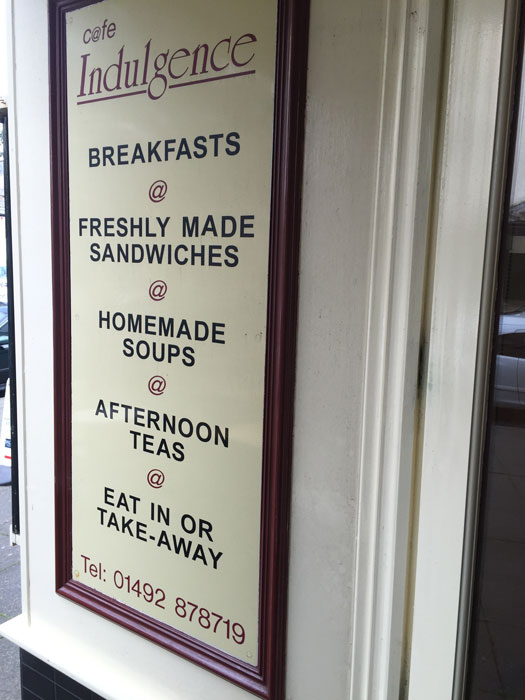 c@fe
Indulgence
BREAKFASTS
@
FRESHLY MADE
SANDWICHES
@
HOMEMADE
SOUPS
@
AFTERNOON
TEAS
@
EAT IN OR
TAKE-AWAY
Tel: 01492 878719